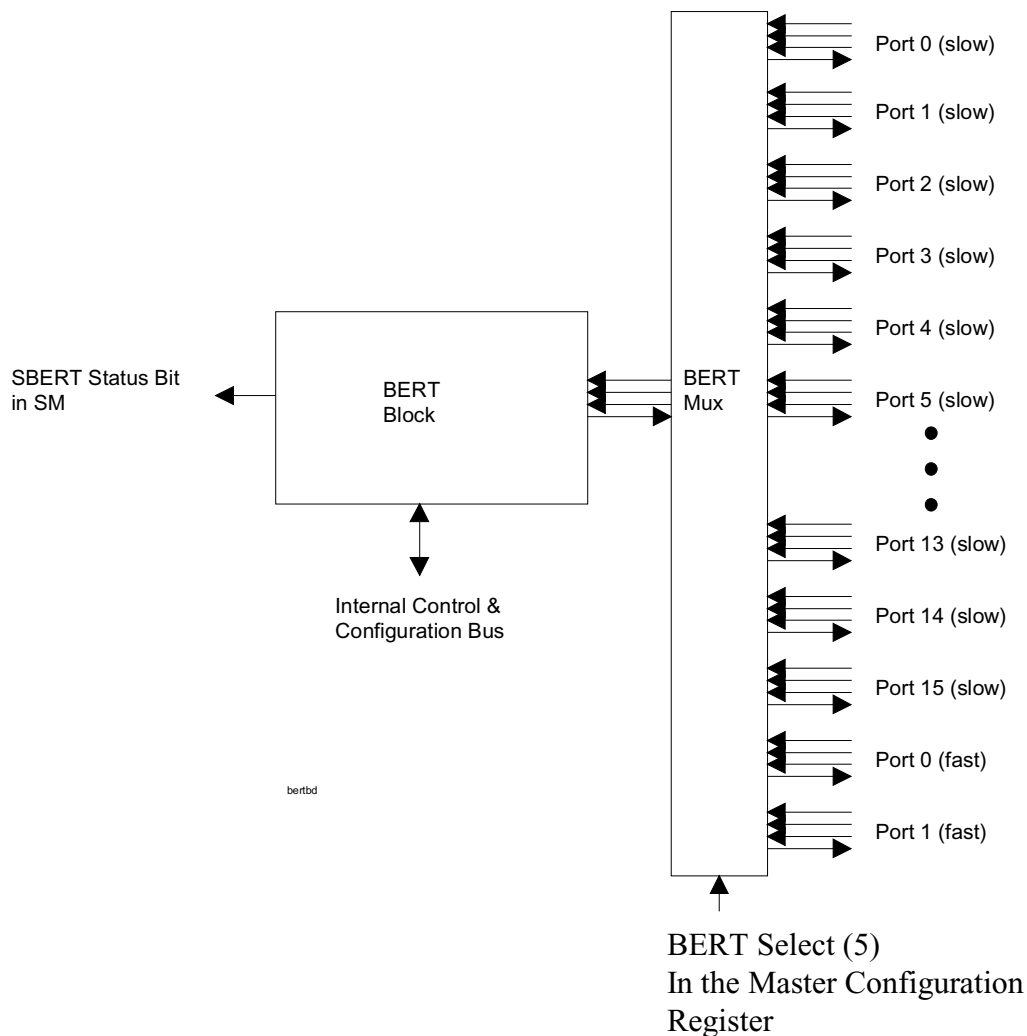 Port 0 (slow)
Port 1 (slow)
Port 2 (slow)
Port 3 (slow)
Port 4 (slow)
SBERT Status Bit
in SM
BERT
Block
BERT
Mux
Port 5 (slow)
Port 13 (slow)
Internal Control &
Configuration Bus
Port 14 (slow)
Port 15 (slow)
Port 0 (fast)
bertbd
Port 1 (fast)
BERT Select (5)
In the Master Configuration
Register